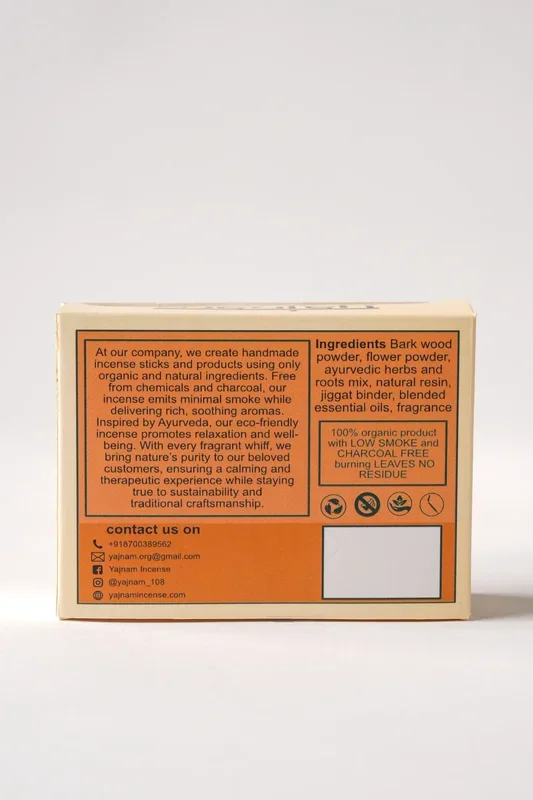 At our company, we create handmade
incense sticks and products using only
organic and natural ingredients. Free
from chemicals and charcoal, our
incense emits minimal smoke while
delivering rich, soothing aromas.
Inspired by Ayurveda, our eco-friendly
incense promotes relaxation and well-
being. With every fragrant whiff, we
bring nature's purity to our beloved
customers, ensuring a calming and
therapeutic experience while staying
true to sustainability and
traditional craftsmanship.
Ingredients Bark wood
powder, flower powder,
ayurvedic herbs and
roots mix, natural resin,
jiggat binder, blended
essential oils, fragrance
100% organic product
with LOW SMOKE and
CHARCOAL FREE
burning LEAVES NO
RESIDUE
contact us on
+918700389562
yajnam.org@gmail.com
Yajnam Incense
@yajnam_108
yajnamincense.com